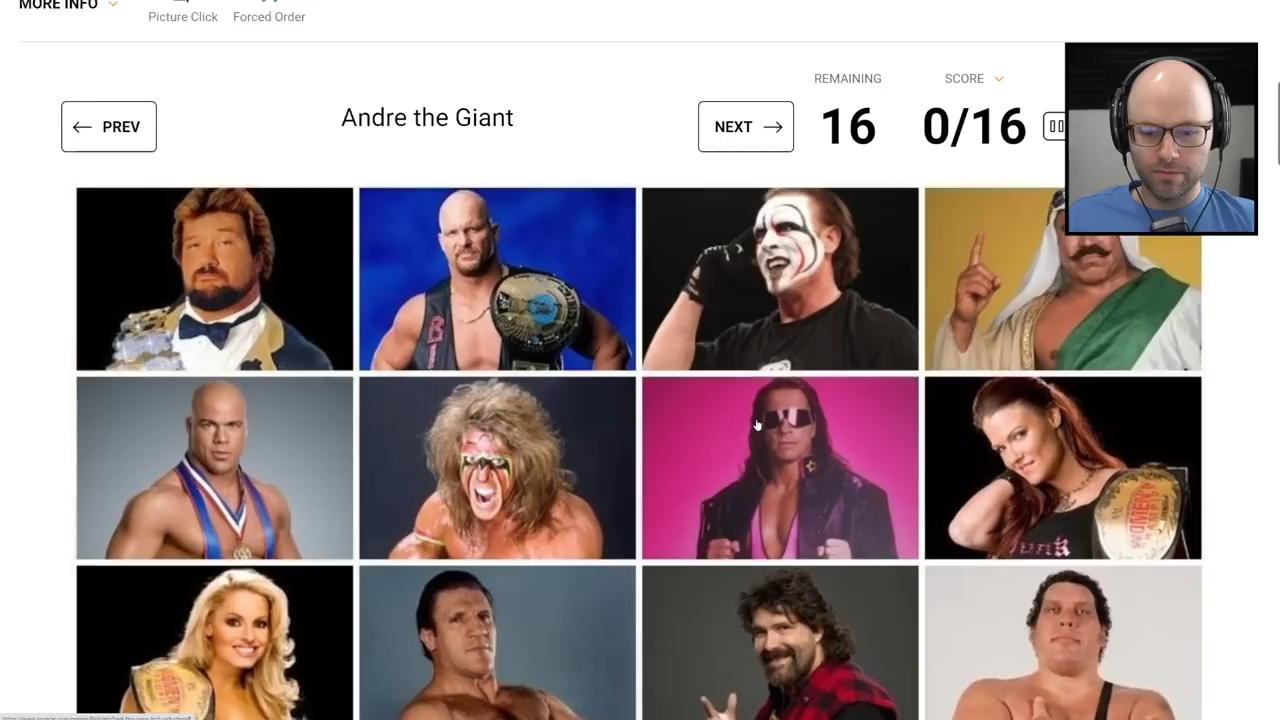 MORE INFO
Picture Click
Forced Order
PREV
Andre the Giant
NEXT
REMAINING
16
SCORE
0/16